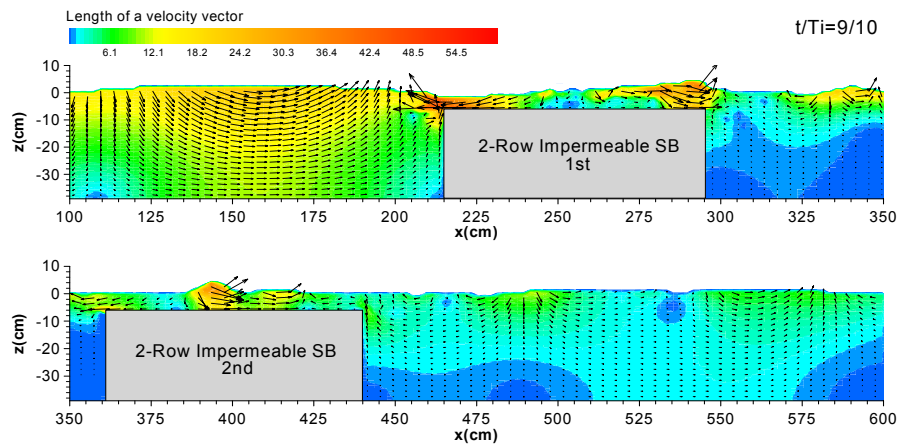 Length of a velocity vector
t/Ti=9/10
6.1 12.1 18.2 24.2 30.3 36.4 42.4 48.5 54.5
10
0
-10
-20
-30
z(cm)
2-Row Impermeable SB
1st
100 125 150 175 200 225 250 275 300 325 350
x(cm)
10
0
-10
-20
-30
z(cm)
2-Row Impermeable SB
2nd
350 375 400 425 450 475 500 525 550 575 600
x(cm)